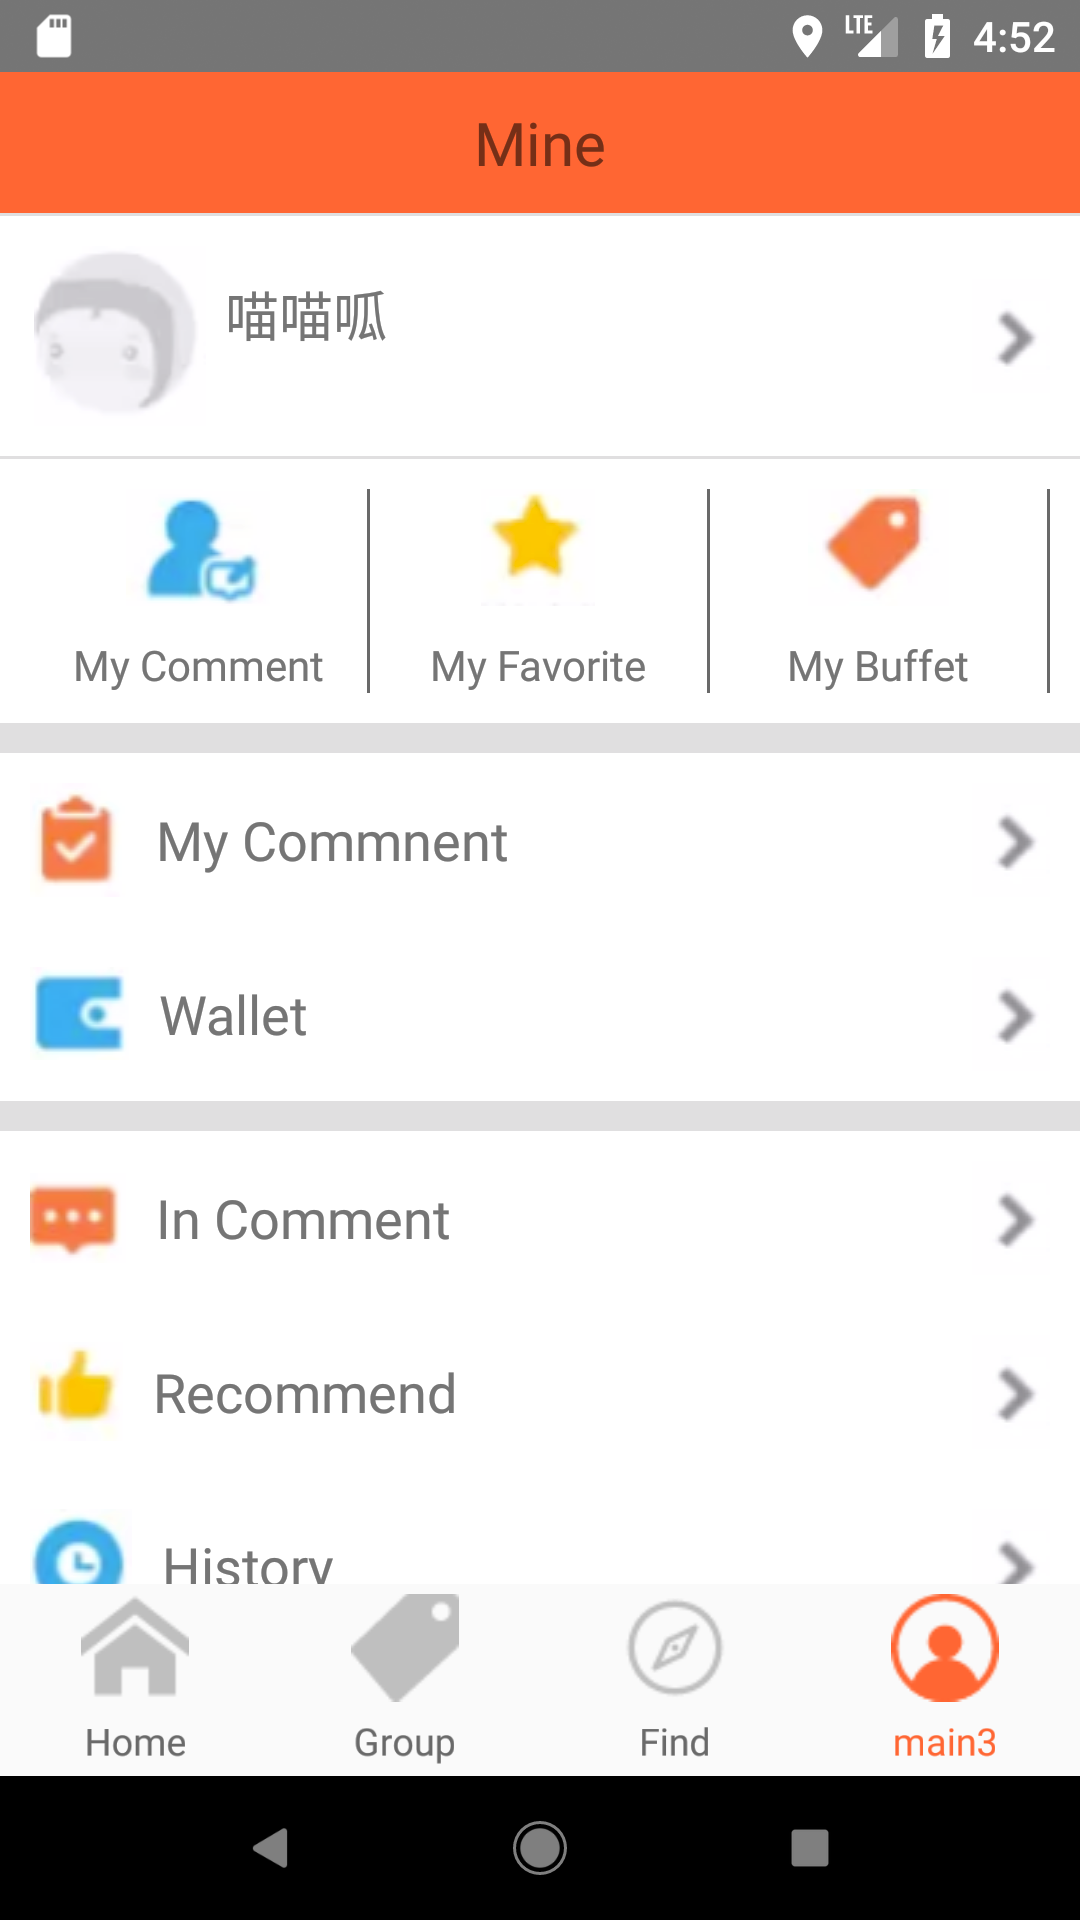 LTE 4:52
Mine
喵喵呱
My Comment My Favorite My Buffet
My Commnent
Wallet
In Comment
Recommend
History
Home Group Find main3